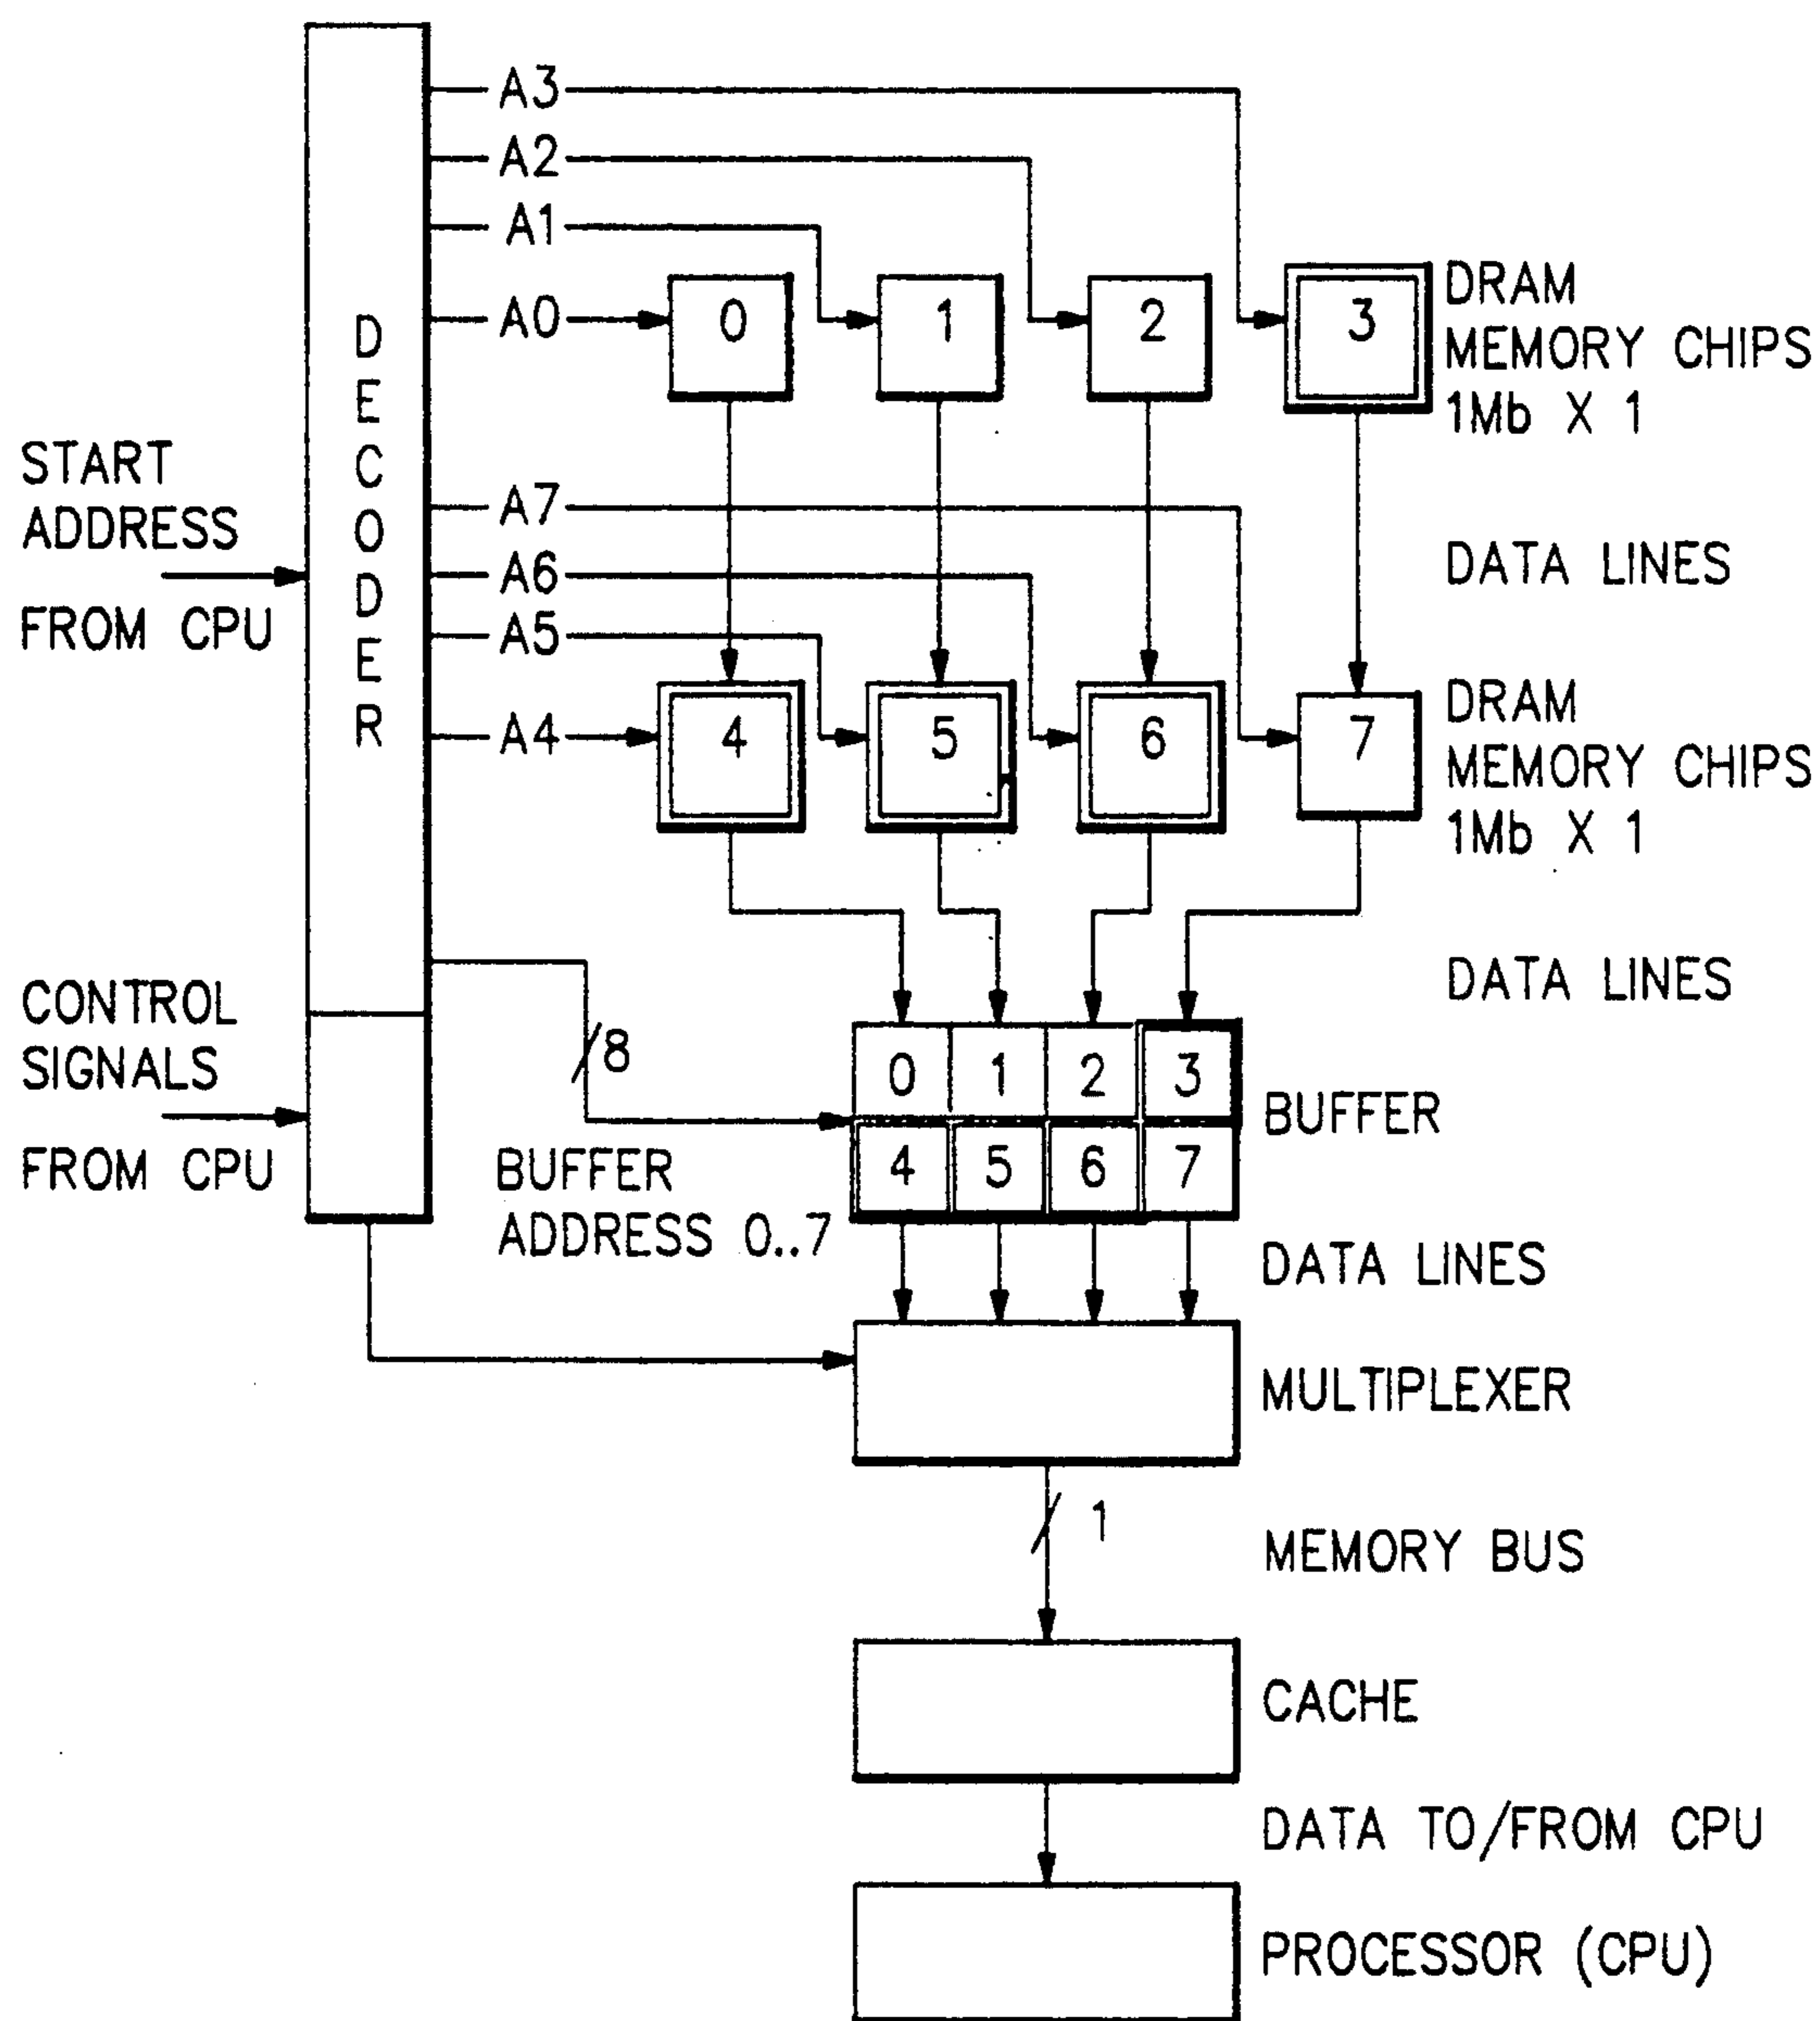 A3
A2
A1
A0
0
1
2
3
DRAM
MEMORY CHIPS
1Mb X 1
DECODER
START
ADDRESS
FROM CPU
A7
A6
A5
A4
DATA LINES
4
5
6
7
DRAM
MEMORY CHIPS
1Mb X 1
DATA LINES
CONTROL
SIGNALS
FROM CPU
8
BUFFER
ADDRESS 0..7
0 1 2 3
4 5 6 7
BUFFER
DATA LINES
MULTIPLEXER
1
MEMORY BUS
CACHE
DATA TO/FROM CPU
PROCESSOR (CPU)